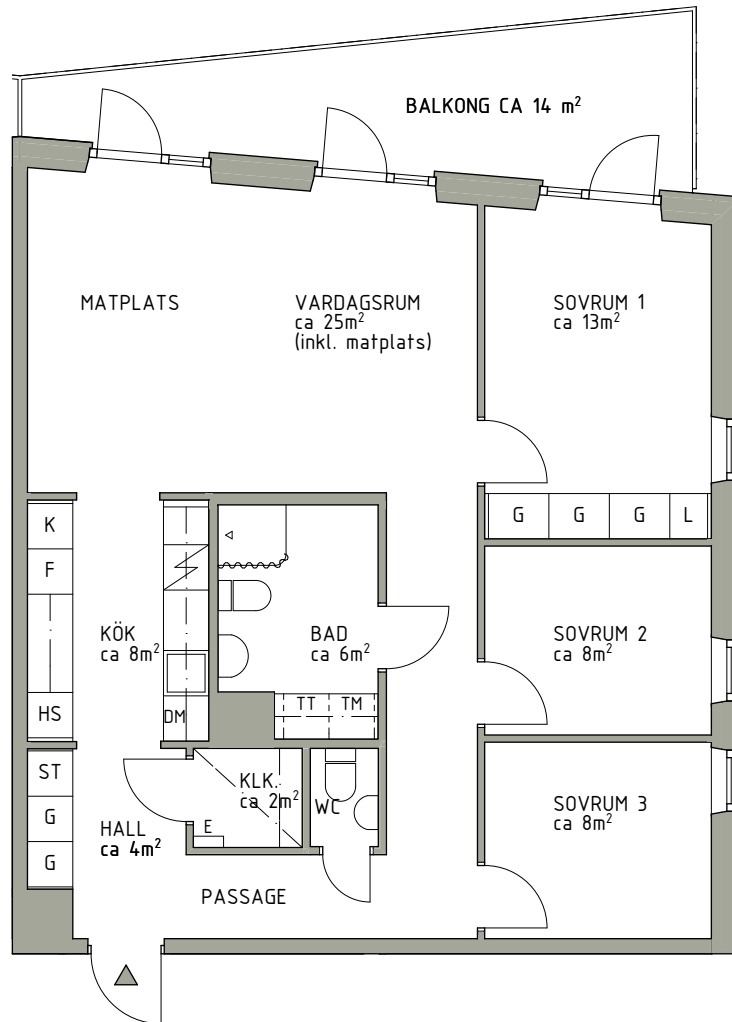 BALKONG CA 14 m²
MATPLATS
VARDAGSRUM
ca 25m²
(inkl. matplats)
SOVRUM 1
ca 13m²
G G G L
K
F
HS
KÖK
ca 8m²
DM
BAD
ca 6m²
TT TM
SOVRUM 2
ca 8m²
ST
G
G
HALL
ca 4m²
KLK.
ca 2m²
E
WC
SOVRUM 3
ca 8m²
PASSAGE